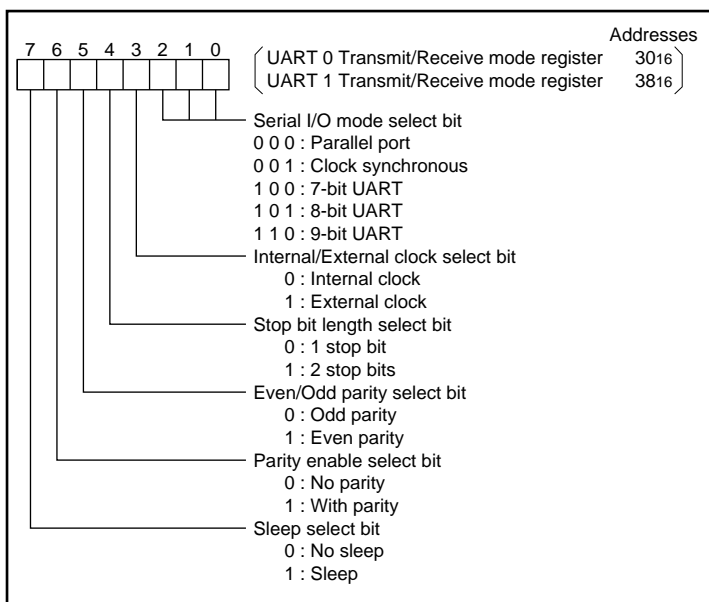 Addresses
7 6 5 4 3 2 1 0
UART 0 Transmit/Receive mode register 3016
UART 1 Transmit/Receive mode register 3816
Serial I/O mode select bit
0 0 0 : Parallel port
0 0 1 : Clock synchronous
1 0 0 : 7-bit UART
1 0 1 : 8-bit UART
1 1 0 : 9-bit UART
Internal/External clock select bit
0 : Internal clock
1 : External clock
Stop bit length select bit
0 : 1 stop bit
1 : 2 stop bits
Even/Odd parity select bit
0 : Odd parity
1 : Even parity
Parity enable select bit
0 : No parity
1 : With parity
Sleep select bit
0 : No sleep
1 : Sleep